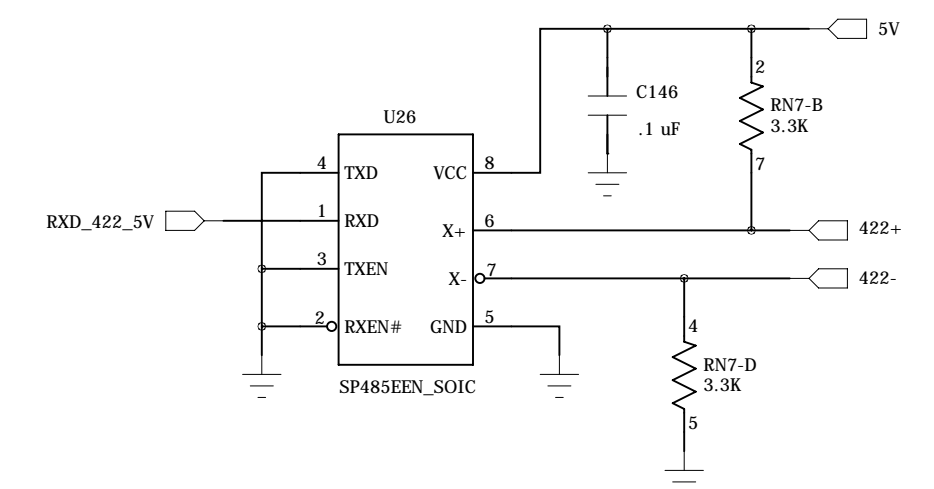 5V
2
C146
RN7-B
3.3K
U26
.1 uF
4
TXD
VCC
8
7
RXD_422_5V
1
RXD
X+
6
422+
3
TXEN
X-
7
422-
2
RXEN#
GND
5
4
SP485EEN_SOIC
RN7-D
3.3K
5